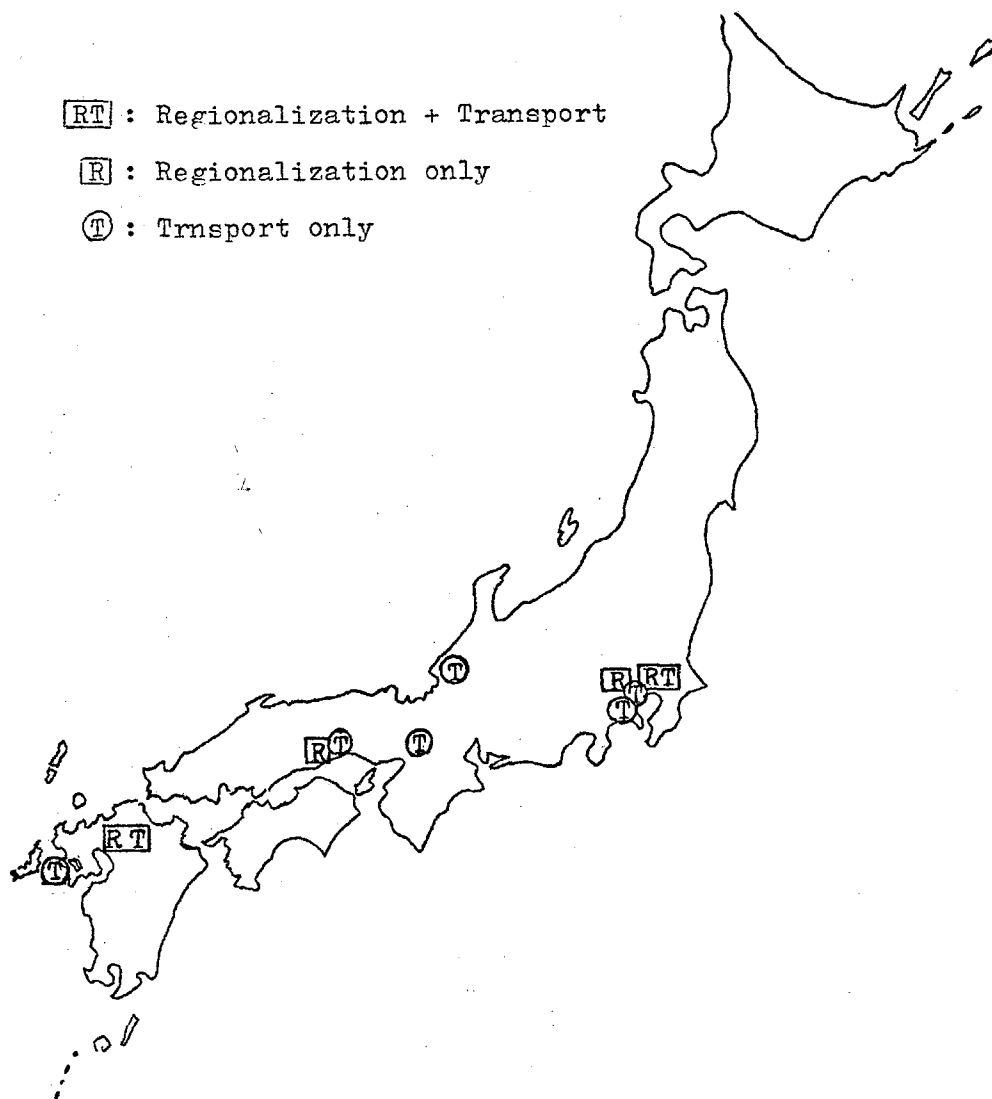 RT : Regionalization + Transport
R : Regionalization only
T : Trnsport only
T
R RT
T
T
R T T
RT
T